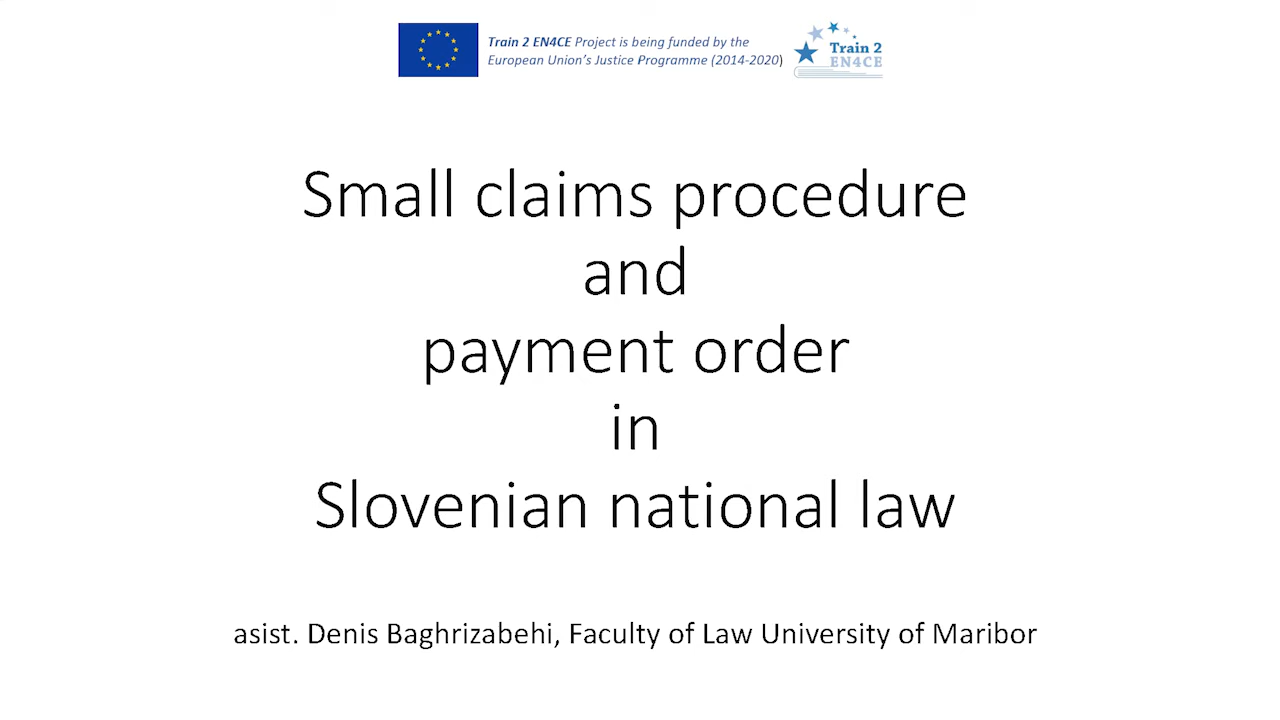 Train 2 EN4CE Project is being funded by the
European Union's Justice Programme (2014-2020)
Train 2
EN4CE
Small claims procedure
and
payment order
in
Slovenian national law
asist. Denis Baghrizabehi, Faculty of Law University of Maribor